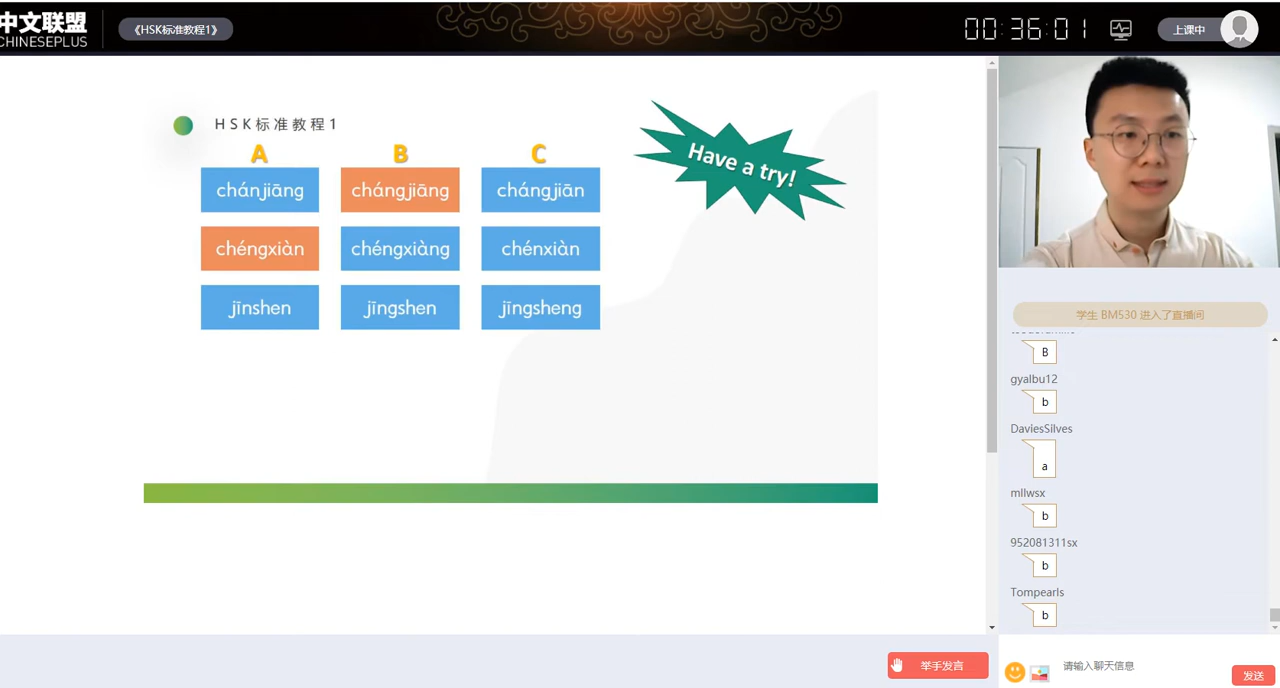 中文联盟
CHINESEPLUS
《HSK标准教程1》
00:36:01
上课中
HSK标准教程1
A B C
chánjiāng chángjiāng chángjiān
chéngxiàn chéngxiàng chénxiàn
jīnshen jīngshen jīngsheng
Have a try!
学生 BM530 进入了直播间
B
gyalbu12
b
DaviesSilves
a
mllwsx
b
952081311sx
b
Tompearls
b
举手发言
请输入聊天信息
发送